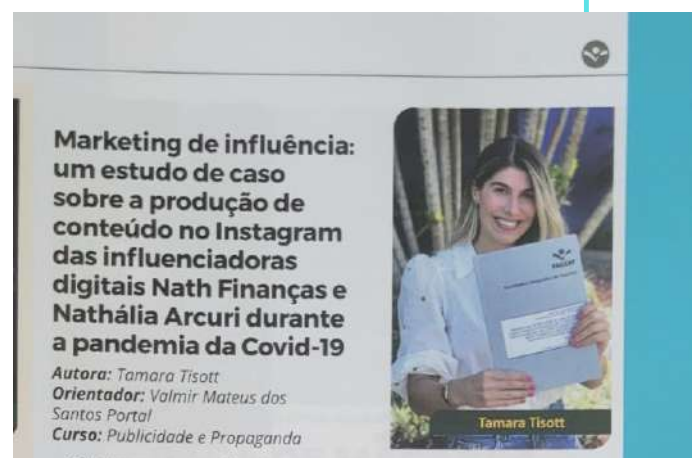 Marketing de influência:
um estudo de caso
sobre a produção de
conteúdo no Instagram
das influenciadoras
digitais Nath Finanças e
Nathália Arcuri durante
a pandemia da Covid-19
Autora: Tamara Tisott
Orientador: Valmir Mateus dos
Santos Portal
Curso: Publicidade e Propaganda
FACCAT
Tamara Tisott